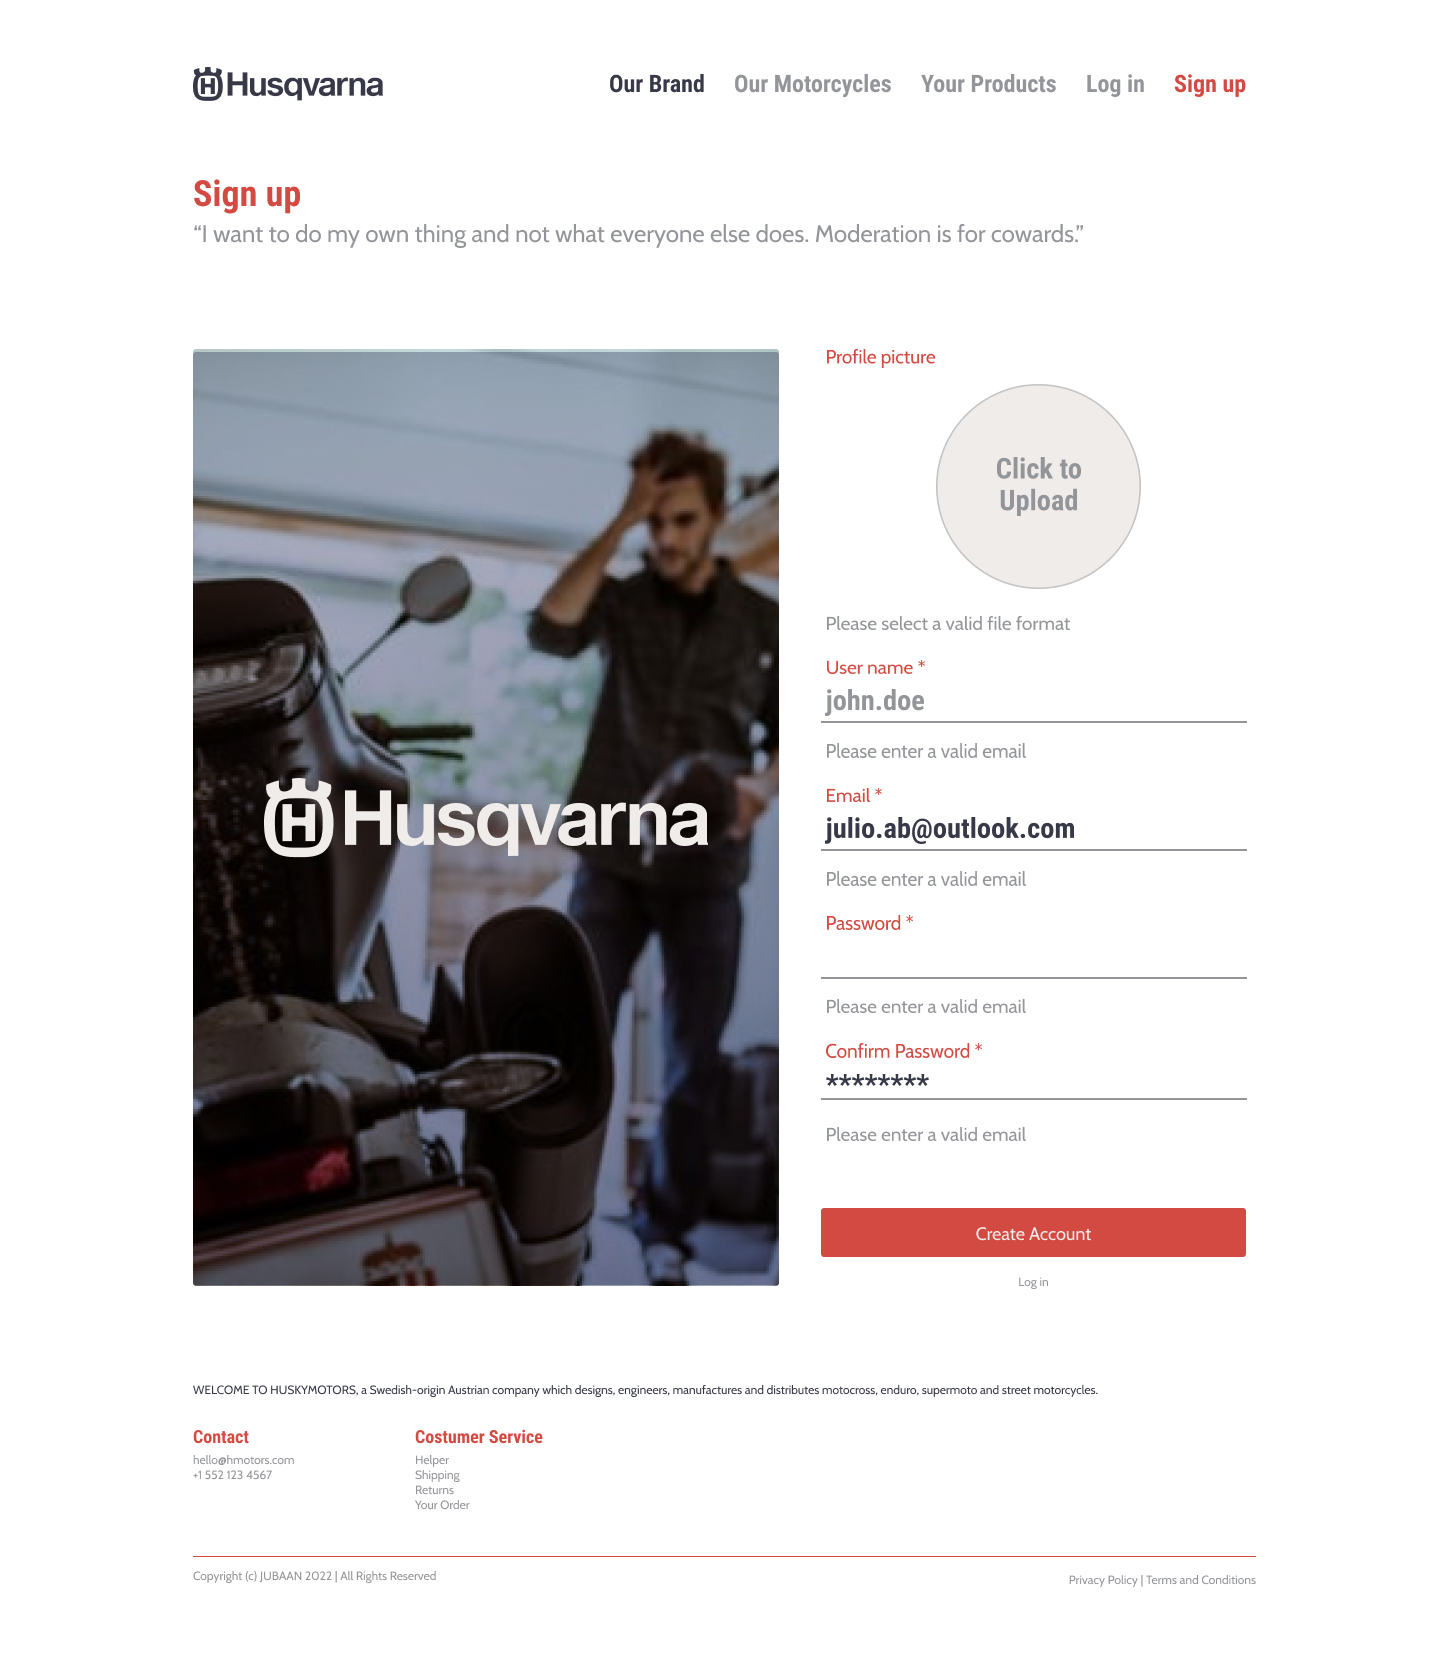 Husqvarna
Our Brand Our Motorcycles Your Products Log in Sign up
Sign up
“I want to do my own thing and not what everyone else does. Moderation is for cowards.”
Profile picture
Click to
Upload
Please select a valid file format
User name *
john.doe
Please enter a valid email
Husqvarna
Email *
julio.ab@outlook.com
Please enter a valid email
Password *
Please enter a valid email
Confirm Password *
********
Please enter a valid email
Create Account
Log in
WELCOME TO HUSKYMOTORS, a Swedish-origin Austrian company which designs, engineers, manufactures and distributes motocross, enduro, supermoto and street motorcycles.
Contact
hello@hmotors.com
+1 552 123 4567
Costumer Service
Helper
Shipping
Returns
Your Order
Copyright (c) JUBAAN 2022 | All Rights Reserved
Privacy Policy | Terms and Conditions